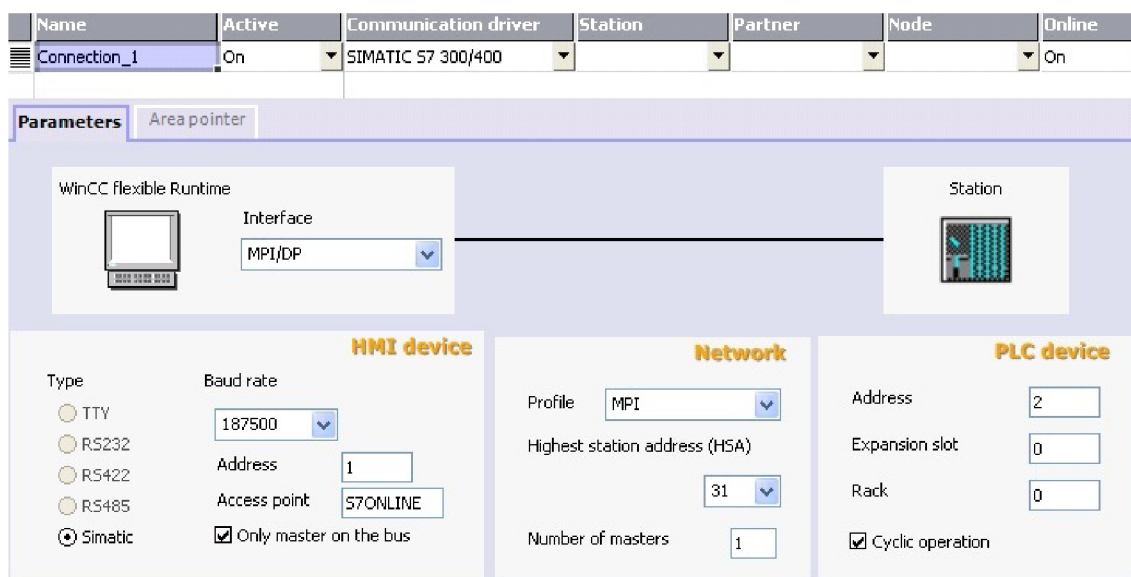 Name Active Communication driver Station Partner Node Online
Connection_1 On SIMATIC S7 300/400 On
Parameters Area pointer
WinCC flexible Runtime
Station
Interface
MPI/DP
HMI device
Network
PLC device
Type
Baud rate
TTY
187500
RS232
Address 1
RS422
Access point S7ONLINE
RS485
Simatic
Only master on the bus
Profile MPI
Highest station address (HSA)
31
Number of masters 1
Address 2
Expansion slot 0
Rack 0
Cyclic operation